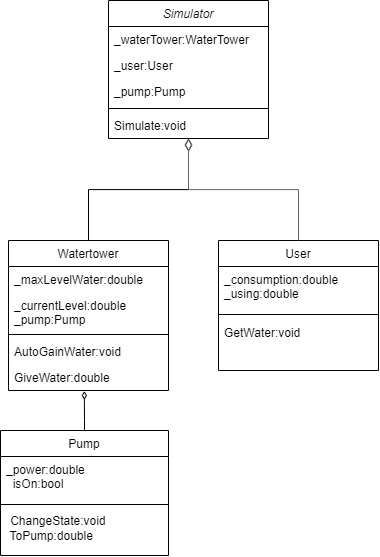 Simulator
_waterTower:WaterTower
_user:User
_pump:Pump
Simulate:void
Watertower
_maxLevelWater:double
_currentLevel:double
_pump:Pump
AutoGainWater:void
GiveWater:double
User
_consumption:double
_using:double
GetWater:void
Pump
_power:double
isOn:bool
ChangeState:void
ToPump:double